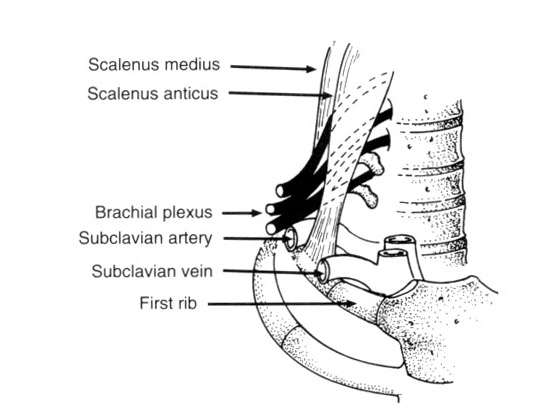 Scalenus medius
Scalenus anticus
Brachial plexus
Subclavian artery
Subclavian vein
First rib